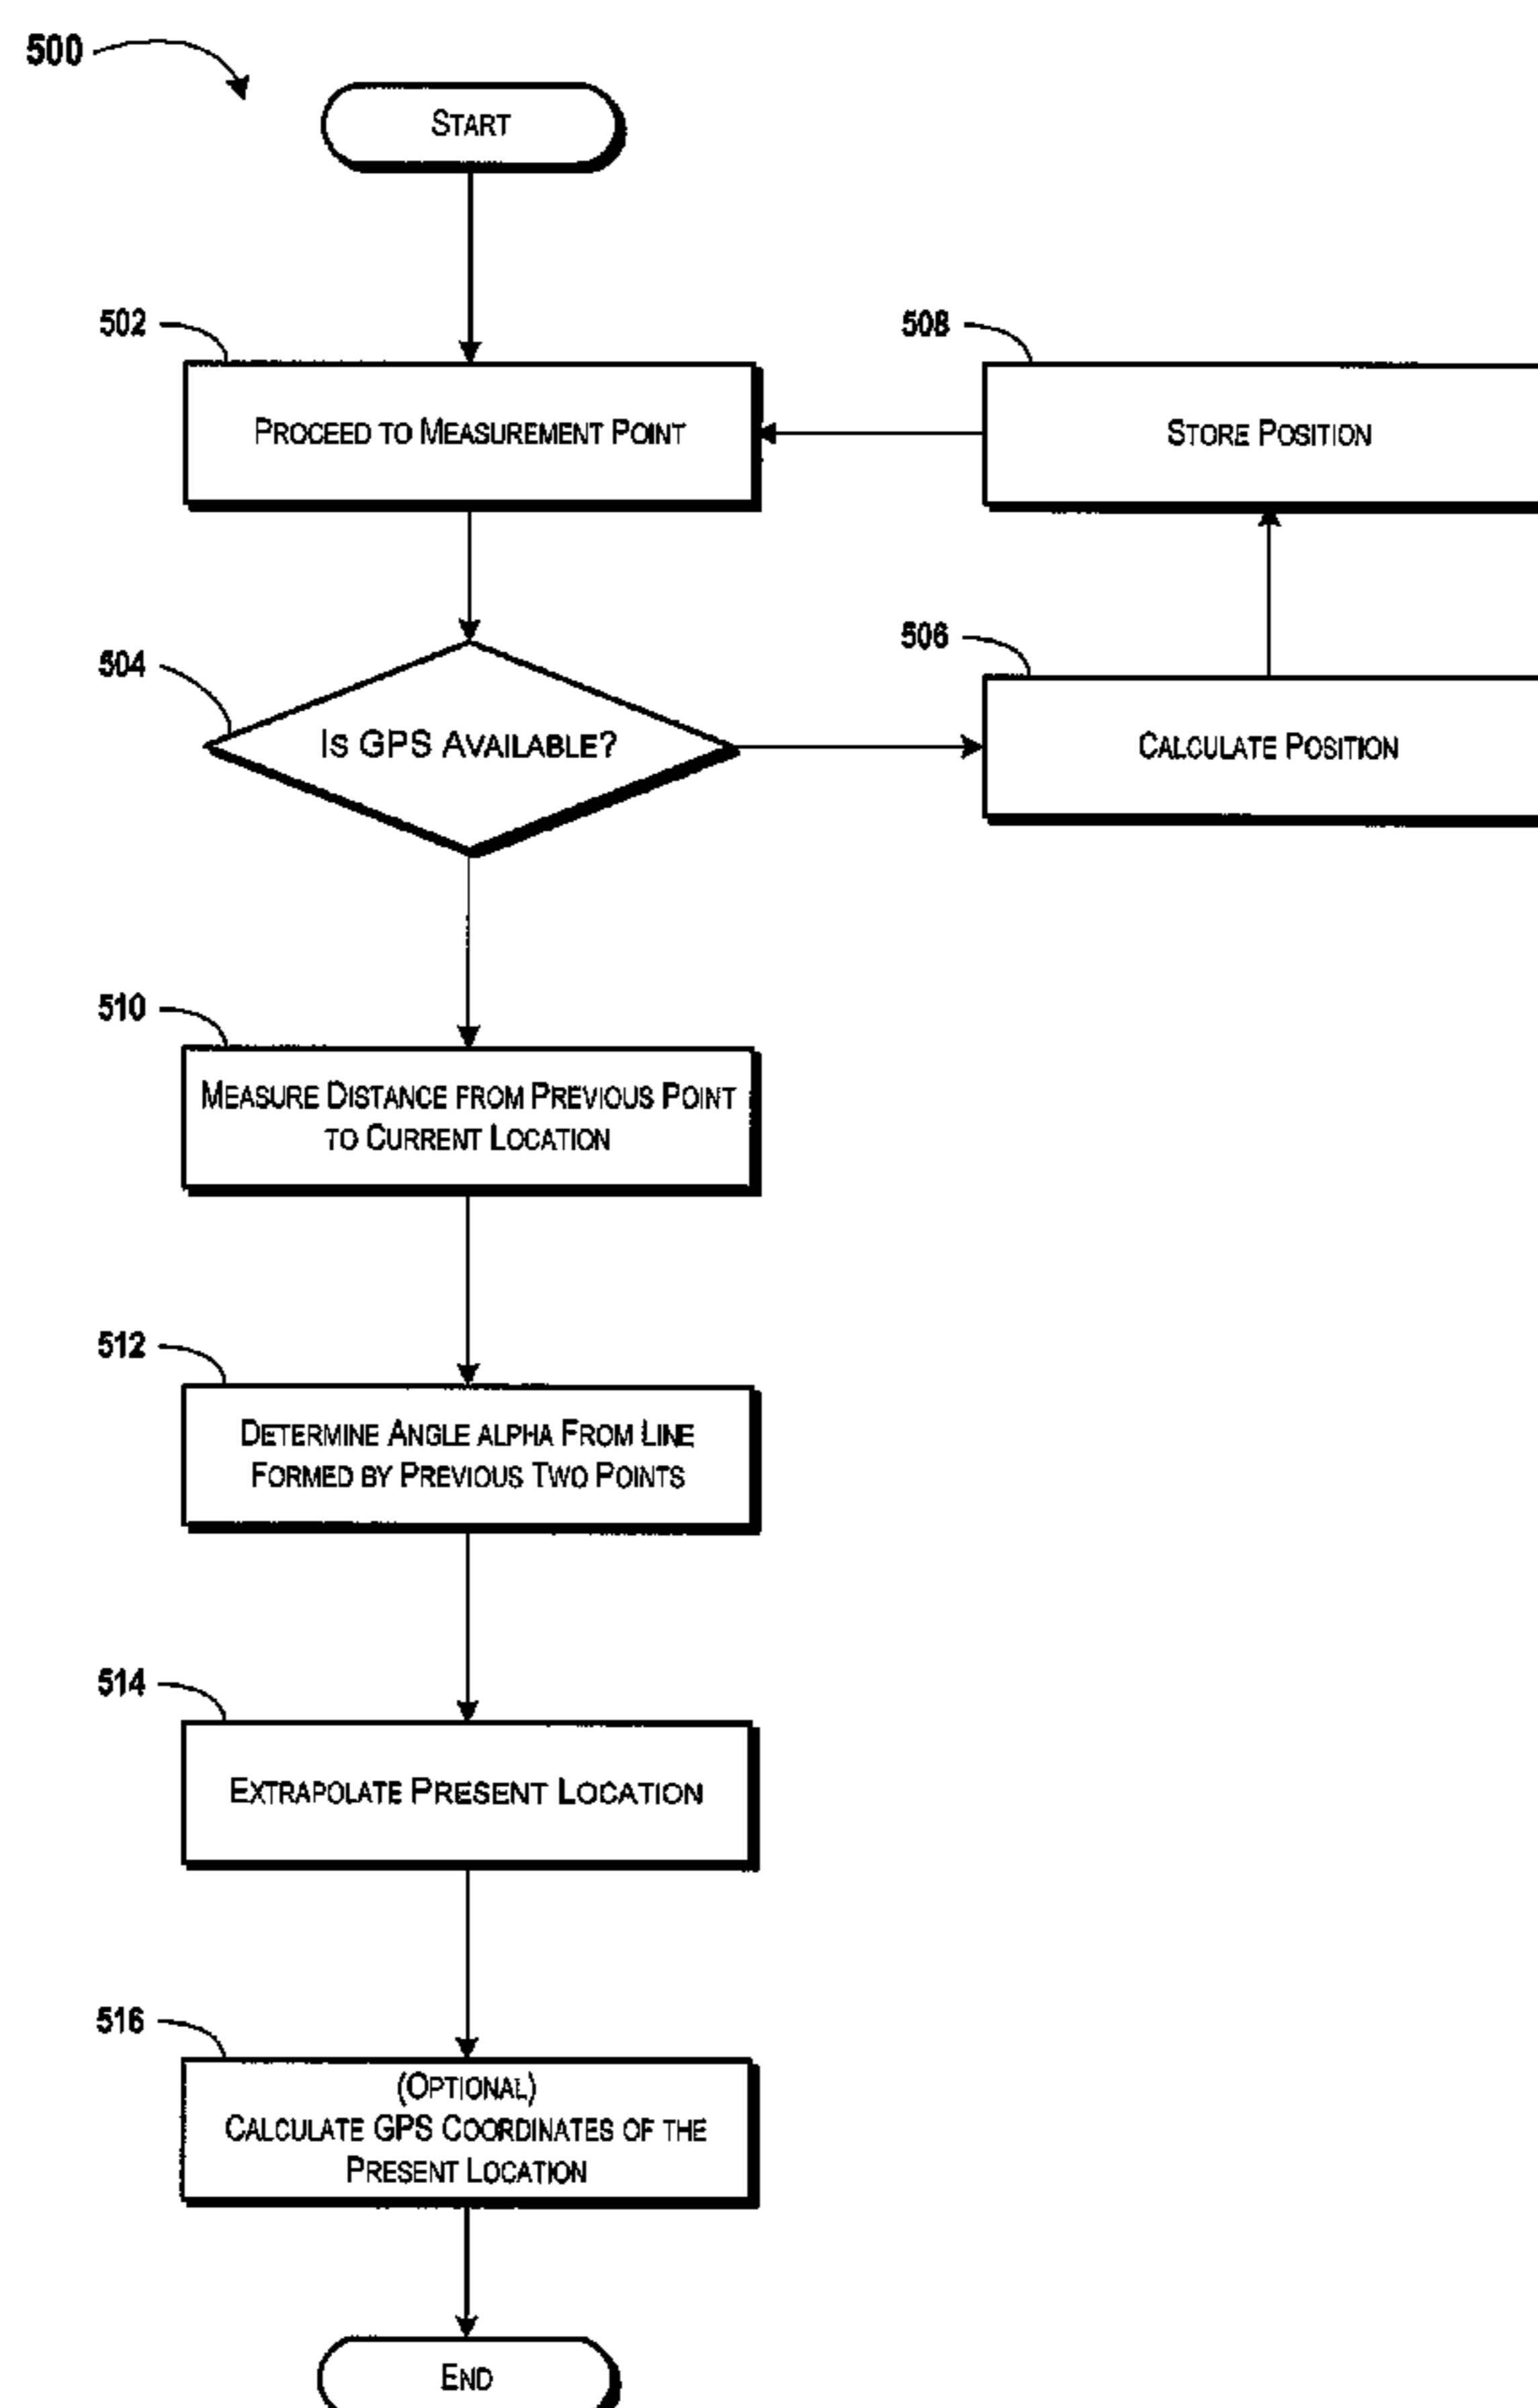 500
START
502
PROCEED TO MEASUREMENT POINT
508
STORE POSITION
504
IS GPS AVAILABLE?
506
CALCULATE POSITION
510
MEASURE DISTANCE FROM PREVIOUS POINT
TO CURRENT LOCATION
512
DETERMINE ANGLE ALPHA FROM LINE
FORMED BY PREVIOUS TWO POINTS
514
EXTRAPOLATE PRESENT LOCATION
516
(OPTIONAL)
CALCULATE GPS COORDINATES OF THE
PRESENT LOCATION
END